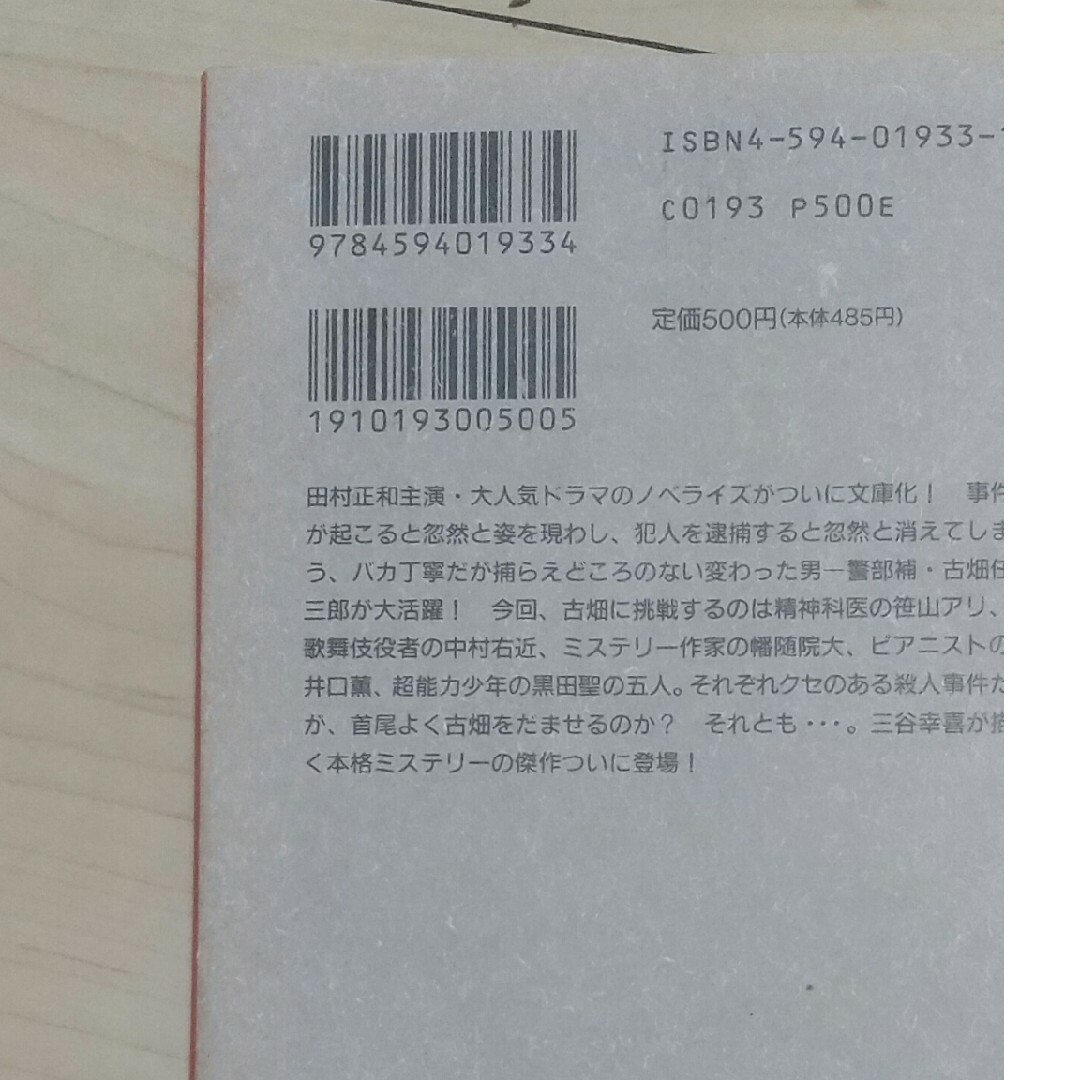 9784594019334
ISBN4-594-01933-
C0193 P500E
1910193005005
定価500円(本体485円)
田村正和主演・大人気ドラマのノベライズがついに文庫化！　事件
が起こると忽然と姿を現わし、犯人を逮捕すると忽然と消えてしま
う、バカ丁寧だが捕らえどころのない変わった男―警部補・古畑任
三郎が大活躍！　今回、古畑に挑戦するのは精神科医の笹山アリ、
歌舞伎役者の中村右近、ミステリー作家の幡随院大、ピアニストの
井口薫、超能力少年の黒田聖の五人。それぞれクセのある殺人事件だ
が、首尾よく古畑をだませるのか？　それとも・・・。三谷幸喜が描
く本格ミステリーの傑作ついに登場！